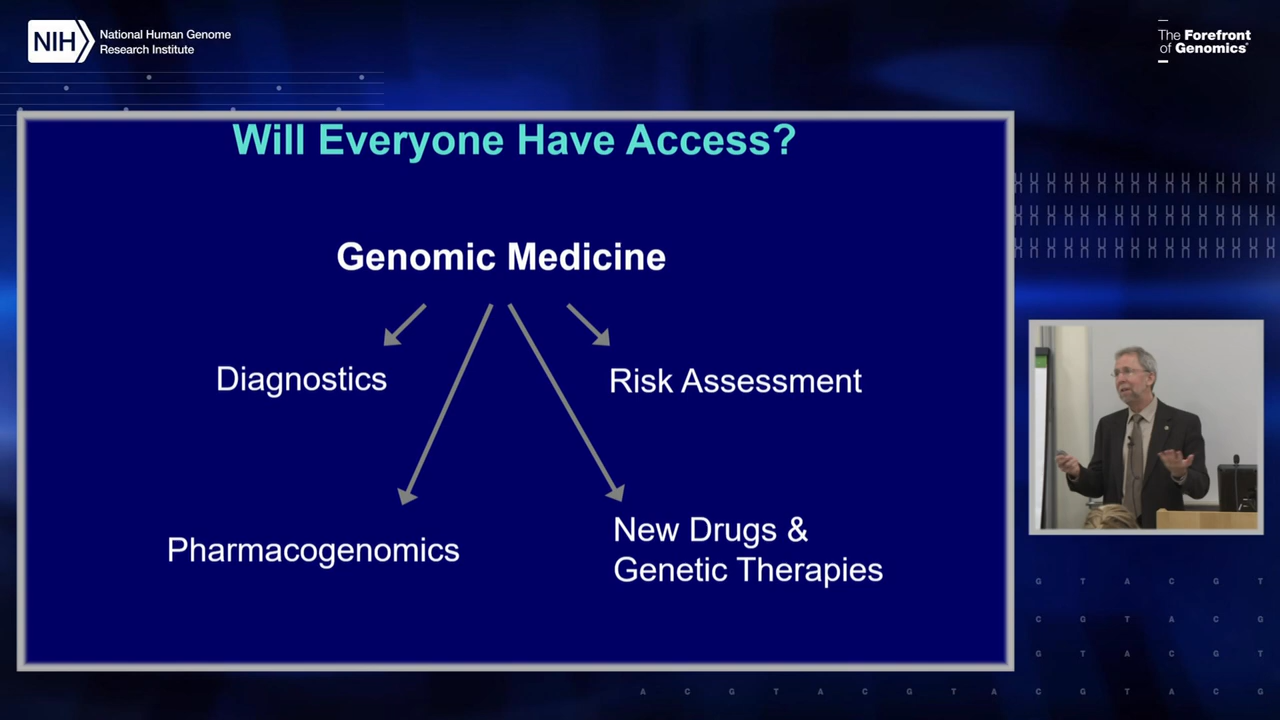 NIH
National Human Genome
Research Institute
The Forefront
of Genomics®
Will Everyone Have Access?
Genomic Medicine
Diagnostics
Risk Assessment
Pharmacogenomics
New Drugs &
Genetic Therapies
G T A C G T
C G T A C G
G T A C G T
A C G T A C G T A C G T A C G